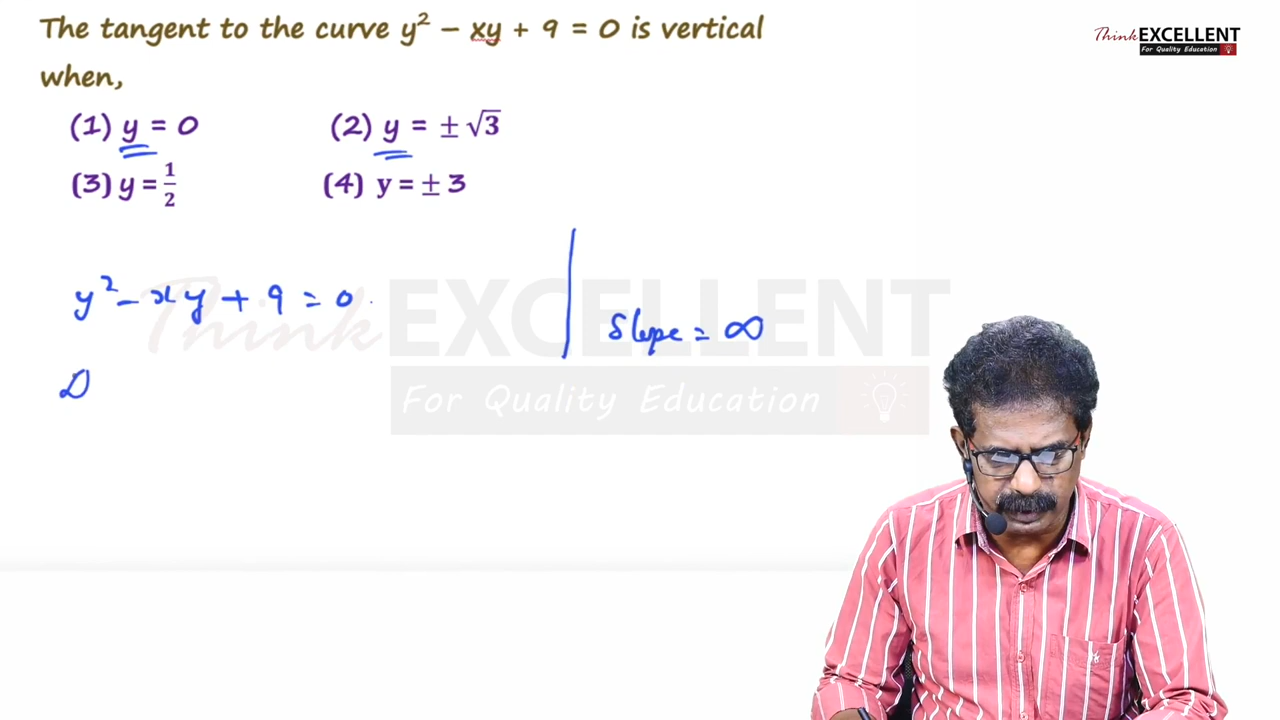 The tangent to the curve y² − xy + 9 = 0 is vertical
when,
(1) y = 0 (2) y = ± √3
(3) y = 1/2 (4) y = ± 3
y² − xy + 9 = 0.
Slope = ∞
D
Think EXCELLENT
For Quality Education
Think EXCELLENT
For Quality Education